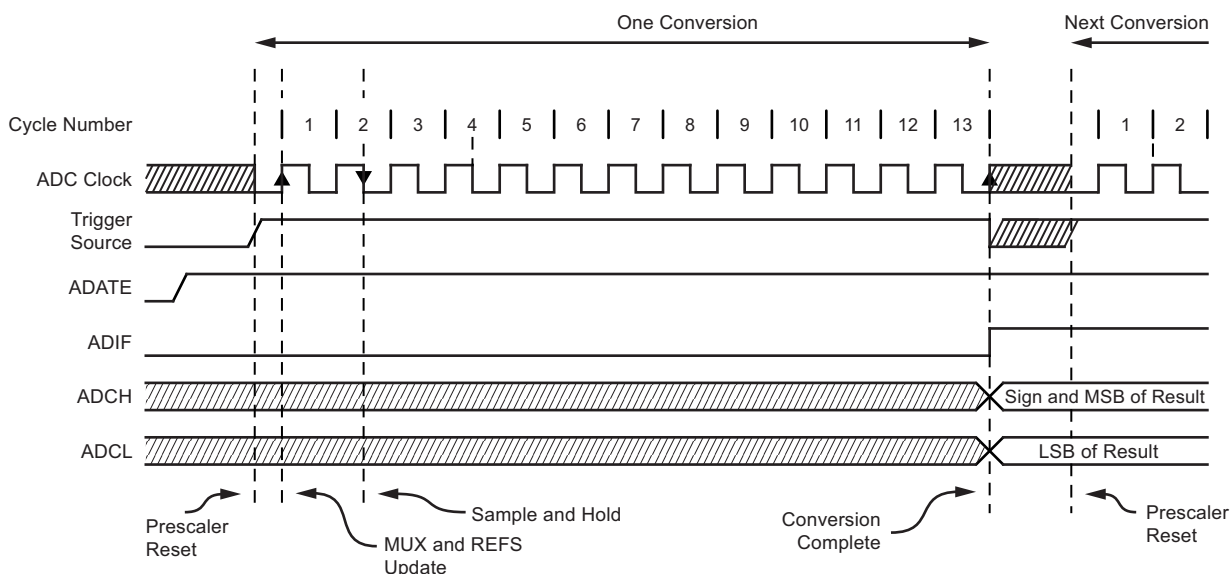 One Conversion
Next Conversion
Cycle Number
1 2 3 4 5 6 7 8 9 10 11 12 13 1 2
ADC Clock
Trigger
Source
ADATE
ADIF
ADCH
Sign and MSB of Result
ADCL
LSB of Result
Prescaler
Reset
MUX and REFS
Update
Sample and Hold
Conversion
Complete
Prescaler
Reset